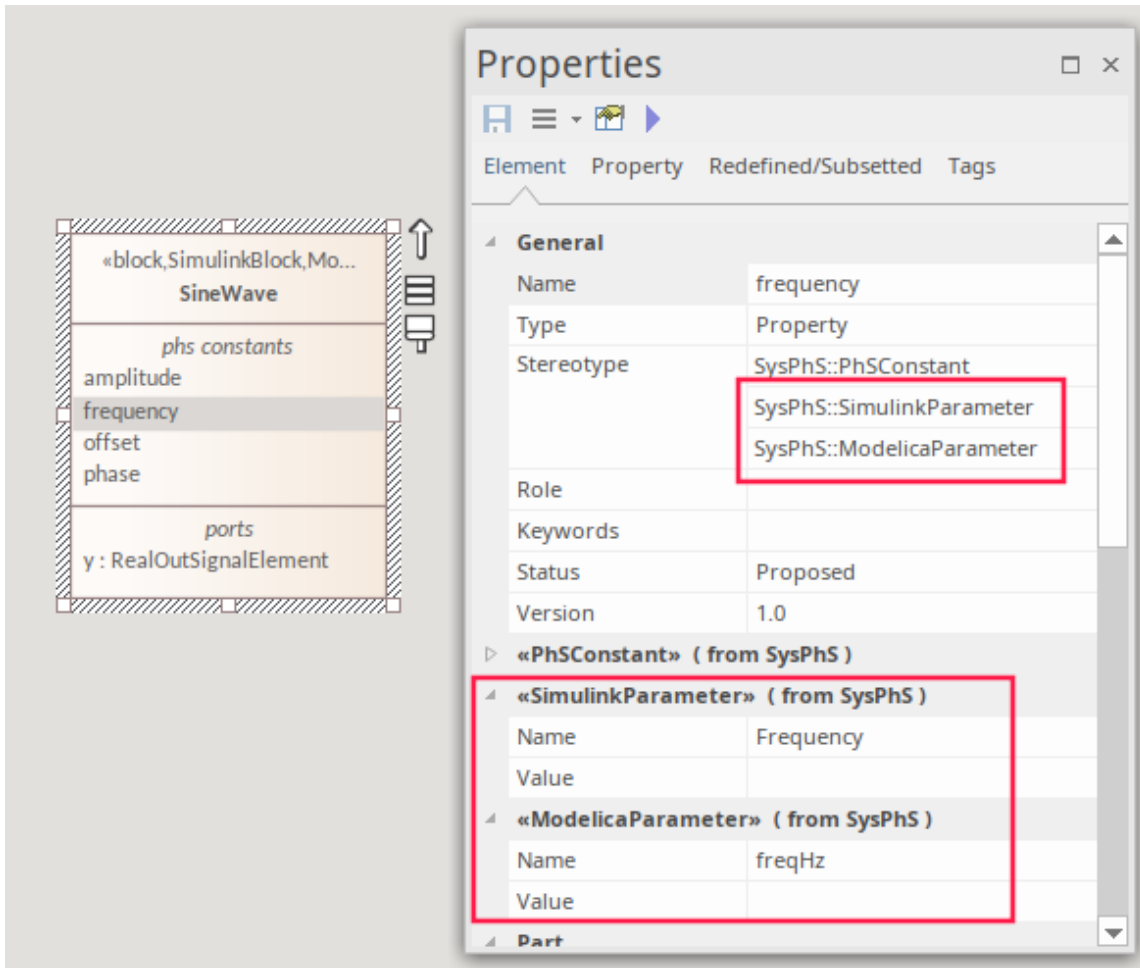 «block,SimulinkBlock,Mo...
SineWave
phs constants
amplitude
frequency
offset
phase
ports
y : RealOutSignalElement
Properties
Element Property Redefined/Subsetted Tags
General
Name frequency
Type Property
Stereotype SysPhS::PhSConstant
SysPhS::SimulinkParameter
SysPhS::ModelicaParameter
Role
Keywords
Status Proposed
Version 1.0
«PhSConstant» ( from SysPhS )
«SimulinkParameter» ( from SysPhS )
Name Frequency
Value
«ModelicaParameter» ( from SysPhS )
Name freqHz
Value
Part